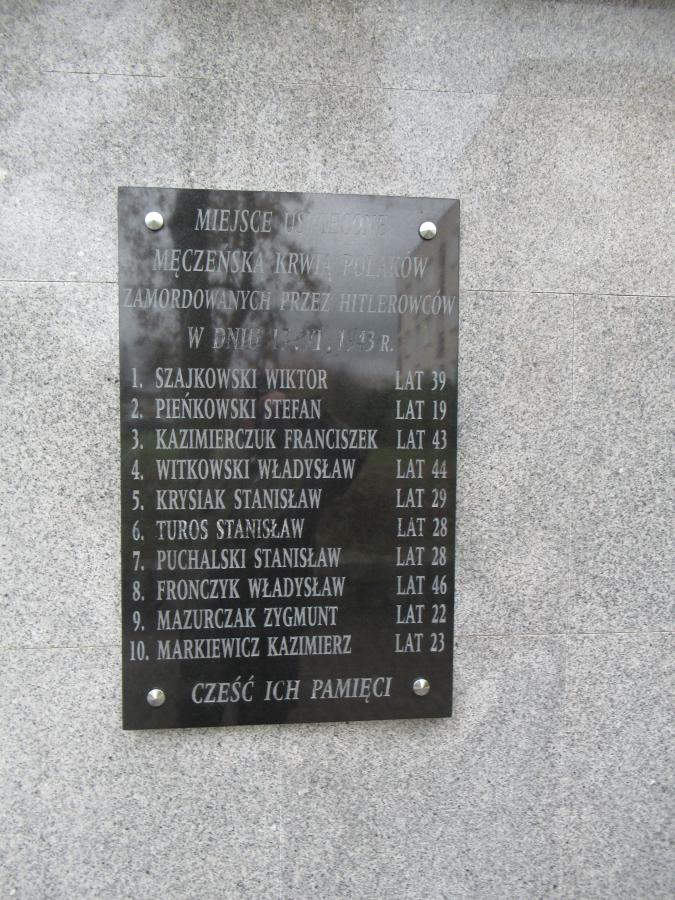 MIEJSCE UŚWIĘCONE
MĘCZEŃSKĄ KRWIĄ POLAKÓW
ZAMORDOWANYCH PRZEZ HITLEROWCÓW
W DNIU 1943 R.
1. SZAJKOWSKI WIKTOR LAT 39
2. PIEŃKOWSKI STEFAN LAT 19
3. KAZIMIERCZUK FRANCISZEK LAT 43
4. WITKOWSKI WŁADYSŁAW LAT 44
5. KRYSIAK STANISŁAW LAT 29
6. TUROS STANISŁAW LAT 28
7. PUCHALSKI STANISŁAW LAT 28
8. FRONCZYK WŁADYSŁAW LAT 46
9. MAZURCZAK ZYGMUNT LAT 22
10. MARKIEWICZ KAZIMIERZ LAT 23
CZEŚĆ ICH PAMIĘCI